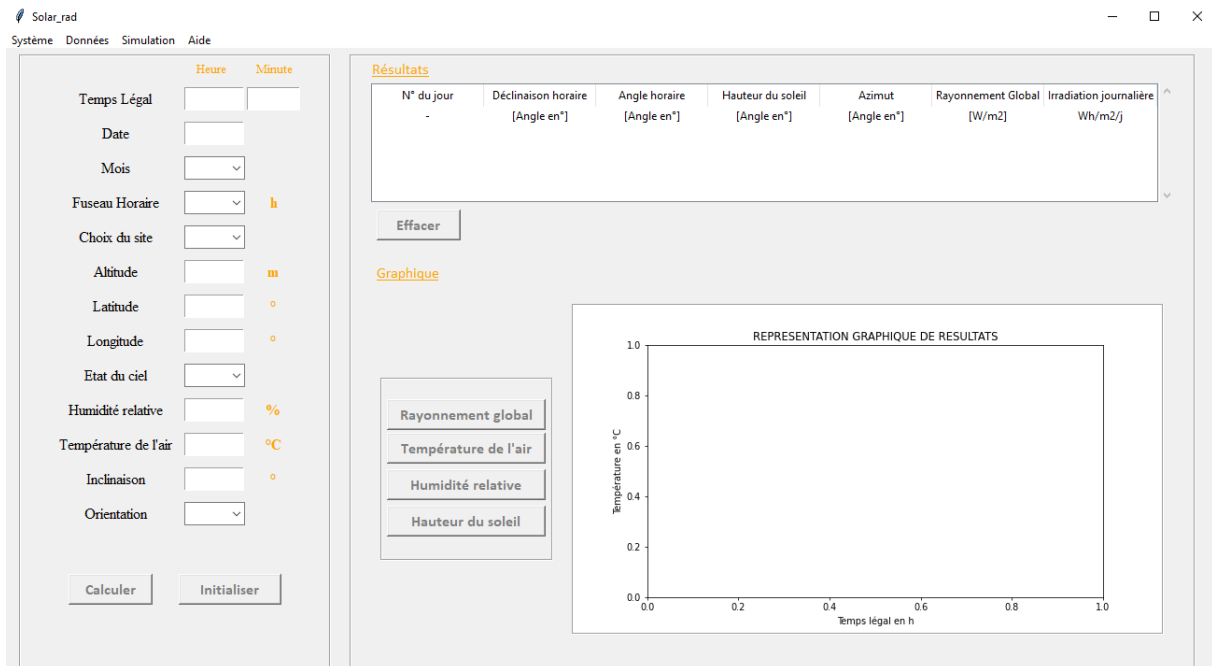 Solar_rad
Système Données Simulation Aide
Heure Minute
Temps Légal
Date
Mois
Fuseau Horaire h
Choix du site
Altitude m
Latitude °
Longitude °
Etat du ciel
Humidité relative %
Température de l'air °C
Inclinaison °
Orientation
Calculer Initialiser
Résultats
N° du jour Déclinaison horaire Angle horaire Hauteur du soleil Azimut Rayonnement Global Irradiation journalière
- [Angle en°] [Angle en°] [Angle en°] [Angle en°] [W/m2] Wh/m2/j
Effacer
Graphique
Rayonnement global
Température de l'air
Humidité relative
Hauteur du soleil
REPRESENTATION GRAPHIQUE DE RESULTATS
1.0
0.8
0.6
0.4
0.2
0.0
Température en °C
0.0 0.2 0.4 0.6 0.8 1.0
Temps légal en h